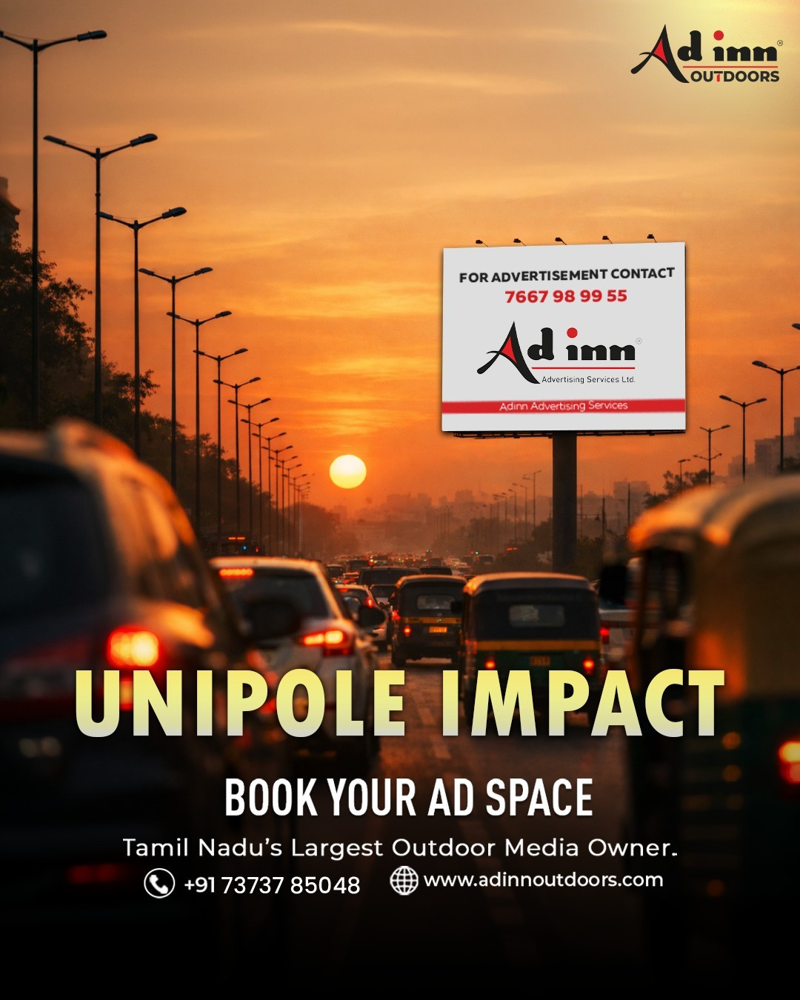 Ad inn®
OUTDOORS
FOR ADVERTISEMENT CONTACT
7667 98 99 55
Ad inn®
Advertising Services Ltd.
Adinn Advertising Services
UNIPOLE IMPACT
BOOK YOUR AD SPACE
Tamil Nadu’s Largest Outdoor Media Owner.
+91 73737 85048
www.adinnoutdoors.com